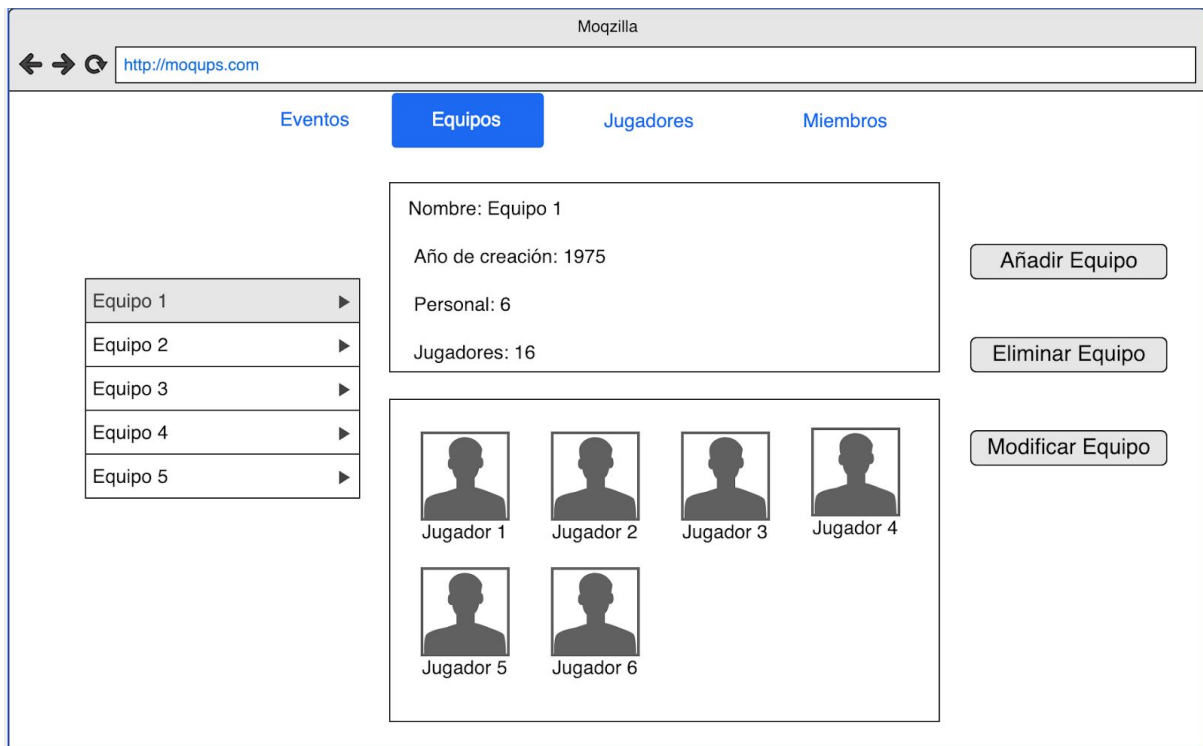 Moqzilla
http://moqups.com
Eventos
Equipos
Jugadores
Miembros
Equipo 1
Equipo 2
Equipo 3
Equipo 4
Equipo 5
Nombre: Equipo 1
Año de creación: 1975
Personal: 6
Jugadores: 16
Jugador 1
Jugador 2
Jugador 3
Jugador 4
Jugador 5
Jugador 6
Añadir Equipo
Eliminar Equipo
Modificar Equipo